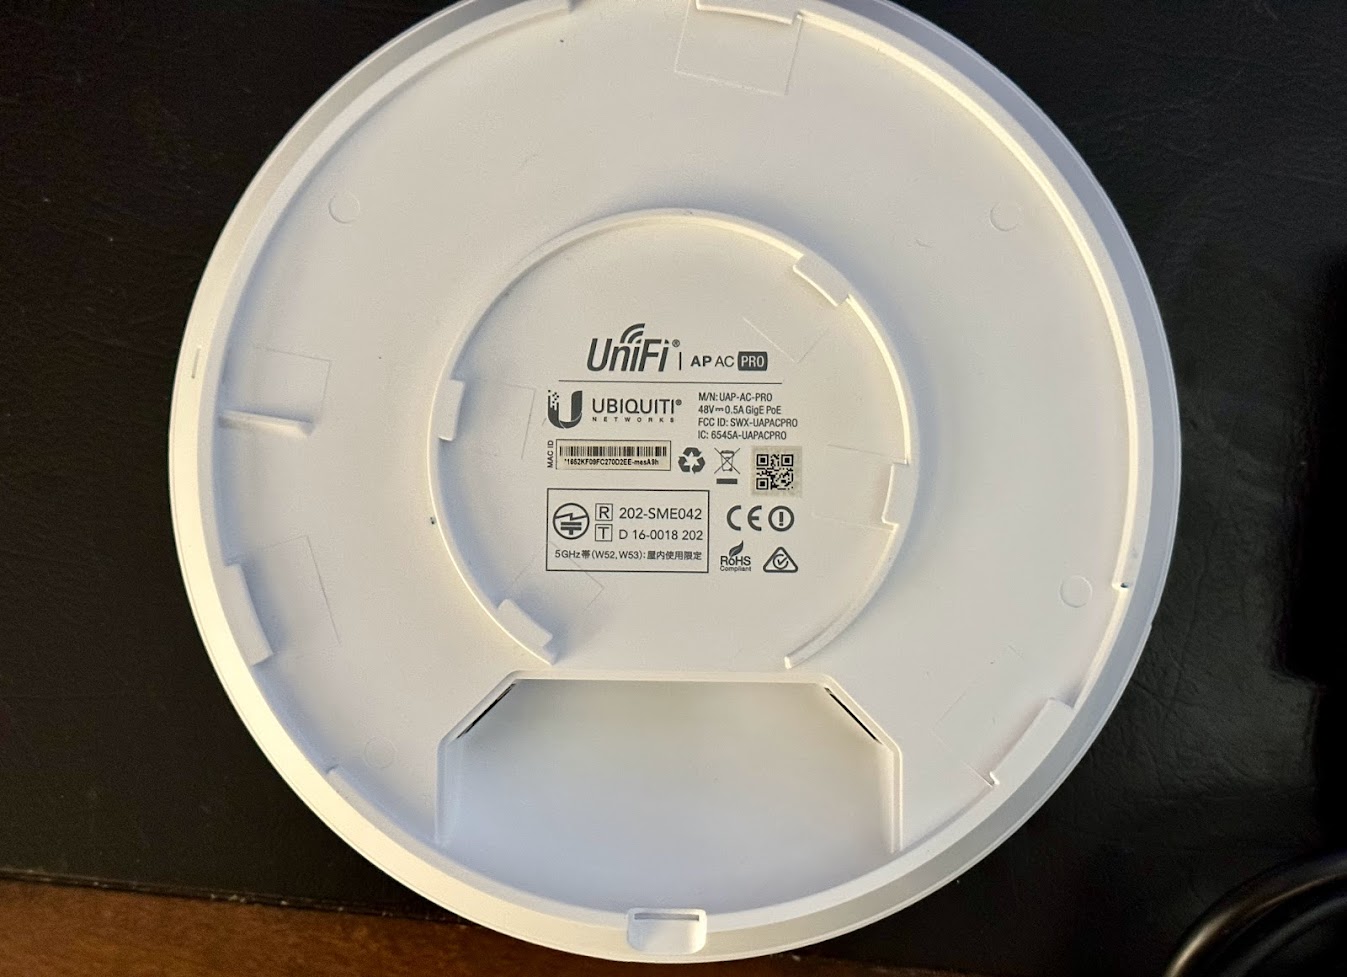 UniFi® | AP AC PRO
UBIQUITI®
NETWORKS
M/N: UAP-AC-PRO
48V⎓0.5A GigE PoE
FCC ID: SWX-UAPACPRO
IC: 6545A-UAPACPRO
MAC ID
*1652KF09FC270D2EE-mesA9h
R 202-SME042
T D 16-0018 202
5GHz帯(W52, W53):屋内使用限定
CE
RoHS
Compliant